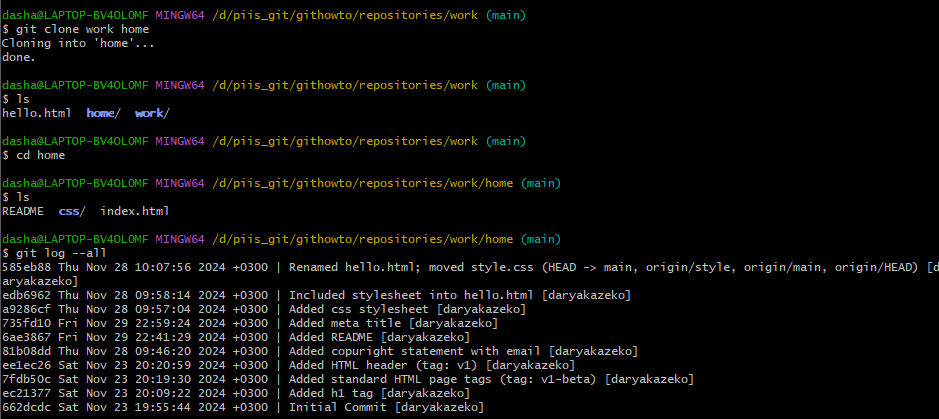 dasha@LAPTOP-BV4OLOMF MINGW64 /d/piis_git/githowto/repositories/work (main)
$ git clone work home
Cloning into 'home'...
done.
dasha@LAPTOP-BV4OLOMF MINGW64 /d/piis_git/githowto/repositories/work (main)
$ ls
hello.html  home/  work/
dasha@LAPTOP-BV4OLOMF MINGW64 /d/piis_git/githowto/repositories/work (main)
$ cd home
dasha@LAPTOP-BV4OLOMF MINGW64 /d/piis_git/githowto/repositories/work/home (main)
$ ls
README  css/  index.html
dasha@LAPTOP-BV4OLOMF MINGW64 /d/piis_git/githowto/repositories/work/home (main)
$ git log --all
585eb88 Thu Nov 28 10:07:56 2024 +0300 | Renamed hello.html; moved style.css (HEAD -> main, origin/style, origin/main, origin/HEAD) [d
aryakazeko]
edb6962 Thu Nov 28 09:58:14 2024 +0300 | Included stylesheet into hello.html [daryakazeko]
a9286cf Thu Nov 28 09:57:04 2024 +0300 | Added css stylesheet [daryakazeko]
735fd10 Fri Nov 29 22:59:24 2024 +0300 | Added meta title [daryakazeko]
6ae3867 Fri Nov 29 22:41:29 2024 +0300 | Added README [daryakazeko]
81b08dd Thu Nov 28 09:46:20 2024 +0300 | Added copuright statement with email [daryakazeko]
ee1ec26 Sat Nov 23 20:20:59 2024 +0300 | Added HTML header (tag: v1) [daryakazeko]
7fdb50c Sat Nov 23 20:19:30 2024 +0300 | Added standard HTML page tags (tag: v1-beta) [daryakazeko]
ec21377 Sat Nov 23 20:09:22 2024 +0300 | Added h1 tag [daryakazeko]
662dcdc Sat Nov 23 19:55:44 2024 +0300 | Initial Commit [daryakazeko]